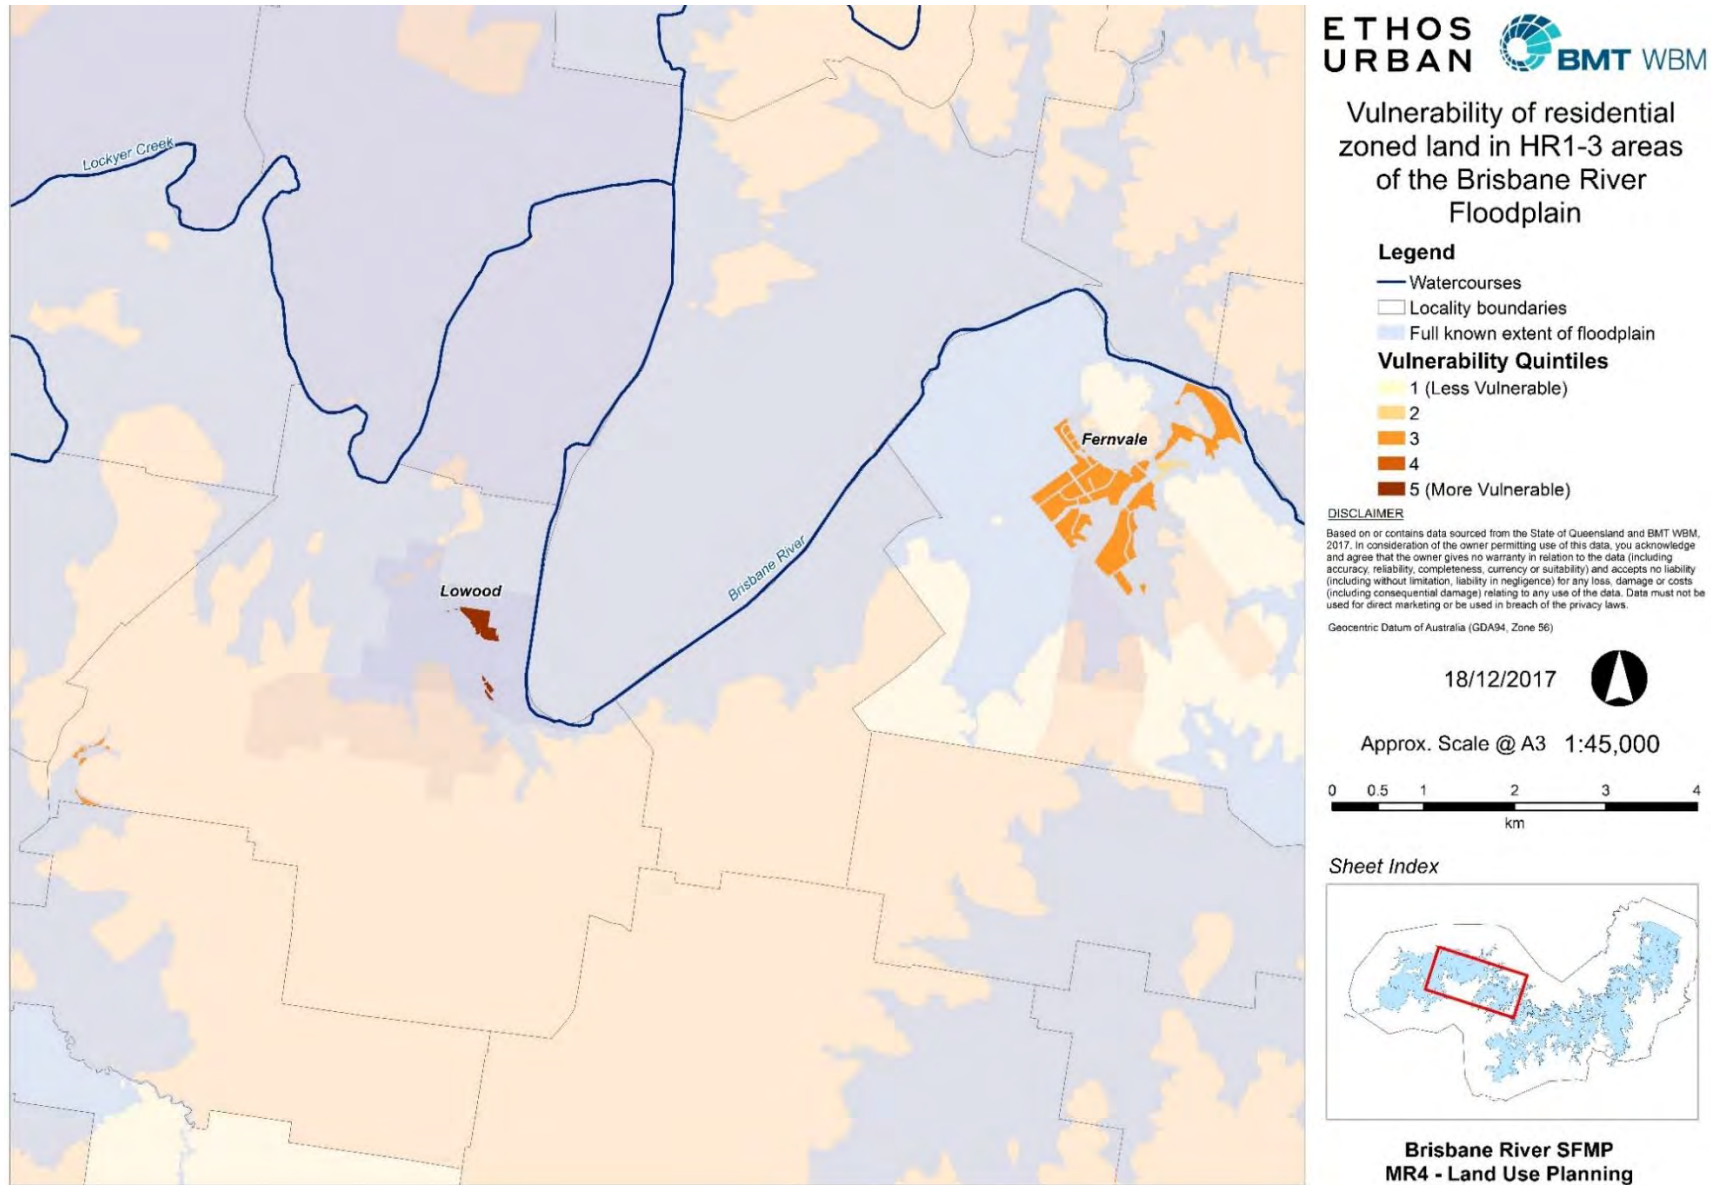 Lockyer Creek
Fernvale
Brisbane River
Lowood
ETHOS
URBAN
BMT WBM
Vulnerability of residential
zoned land in HR1-3 areas
of the Brisbane River
Floodplain
Legend
Watercourses
Locality boundaries
Full known extent of floodplain
Vulnerability Quintiles
1 (Less Vulnerable)
2
3
4
5 (More Vulnerable)
DISCLAIMER
Based on or contains data sourced from the State of Queensland and BMT WBM,
2017. In consideration of the owner permitting use of this data, you acknowledge
and agree that the owner gives no warranty in relation to the data (including
accuracy, reliability, completeness, currency or suitability) and accepts no liability
(including without limitation, liability in negligence) for any loss, damage or costs
(including consequential damage) relating to any use of the data. Data must not be
used for direct marketing or be used in breach of the privacy laws.
Geocentric Datum of Australia (GDA94, Zone 56)
18/12/2017
Approx. Scale @ A3 1:45,000
0 0.5 1 2 3 4
km
Sheet Index
Brisbane River SFMP
MR4 - Land Use Planning